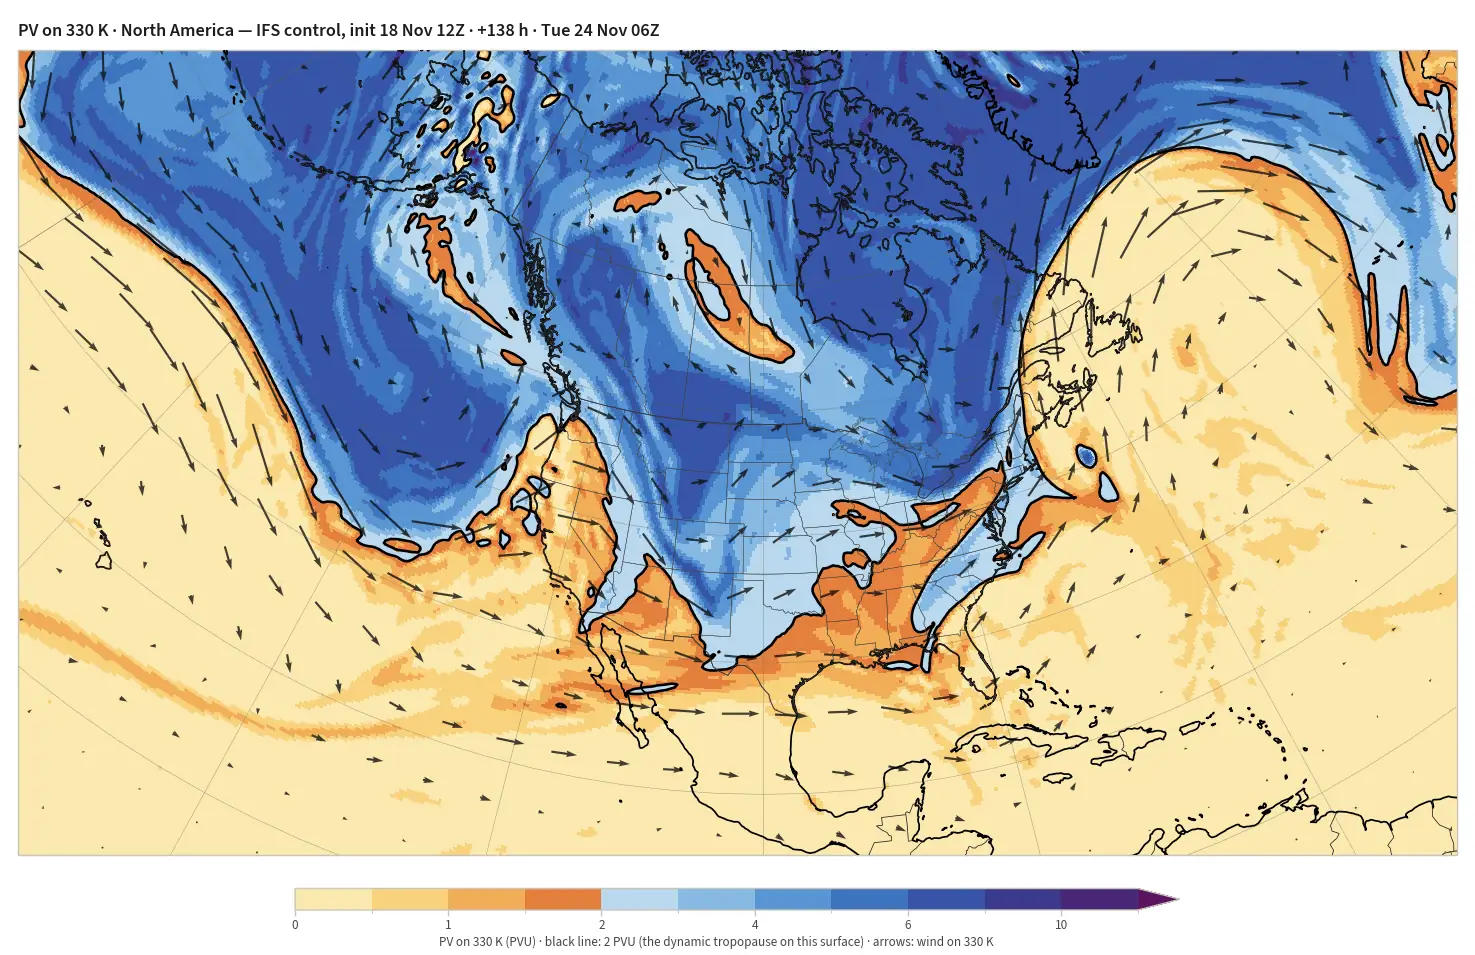 PV on 330 K · North America — IFS control, init 18 Nov 12Z · +138 h · Tue 24 Nov 06Z
0 1 2 4 6 10
PV on 330 K (PVU) · black line: 2 PVU (the dynamic tropopause on this surface) · arrows: wind on 330 K